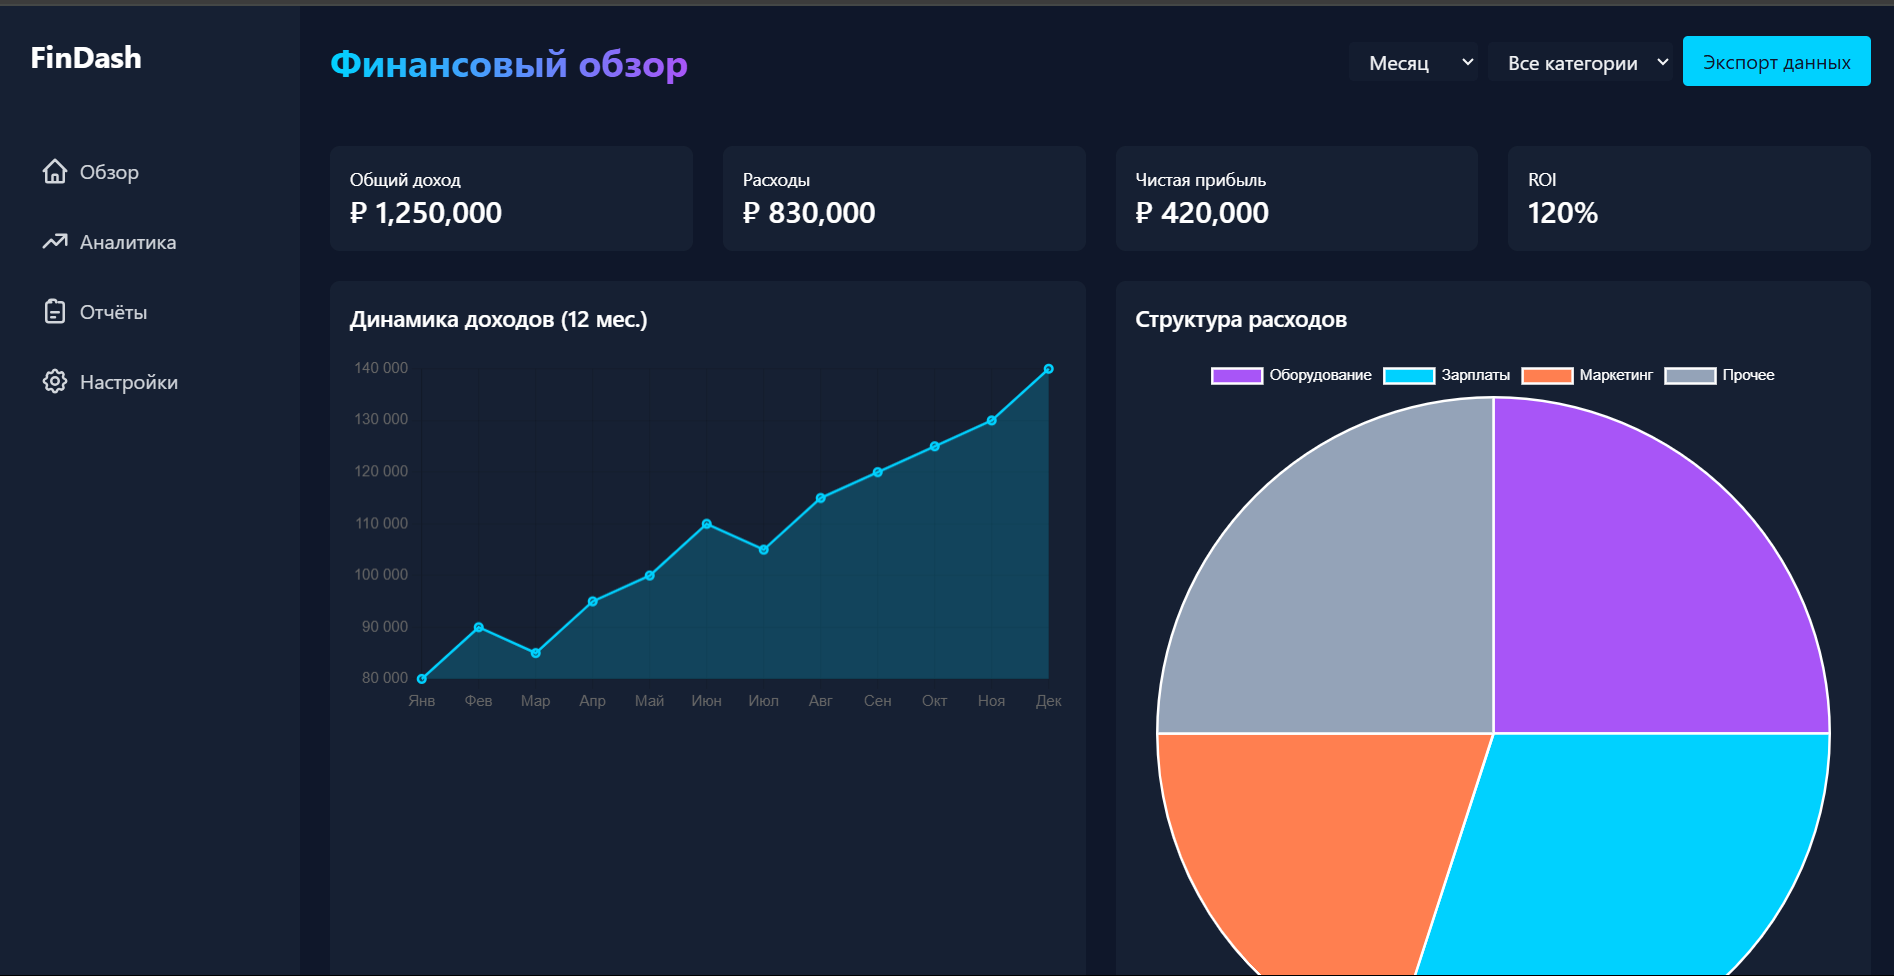 FinDash
Обзор
Аналитика
Отчёты
Настройки
Финансовый обзор
Месяц
Все категории
Экспорт данных
Общий доход
₽ 1,250,000
Расходы
₽ 830,000
Чистая прибыль
₽ 420,000
ROI
120%
Динамика доходов (12 мес.)
140 000
130 000
120 000
110 000
100 000
90 000
80 000
Янв Фев Мар Апр Май Июн Июл Авг Сен Окт Ноя Дек
Структура расходов
Оборудование Зарплаты Маркетинг Прочее